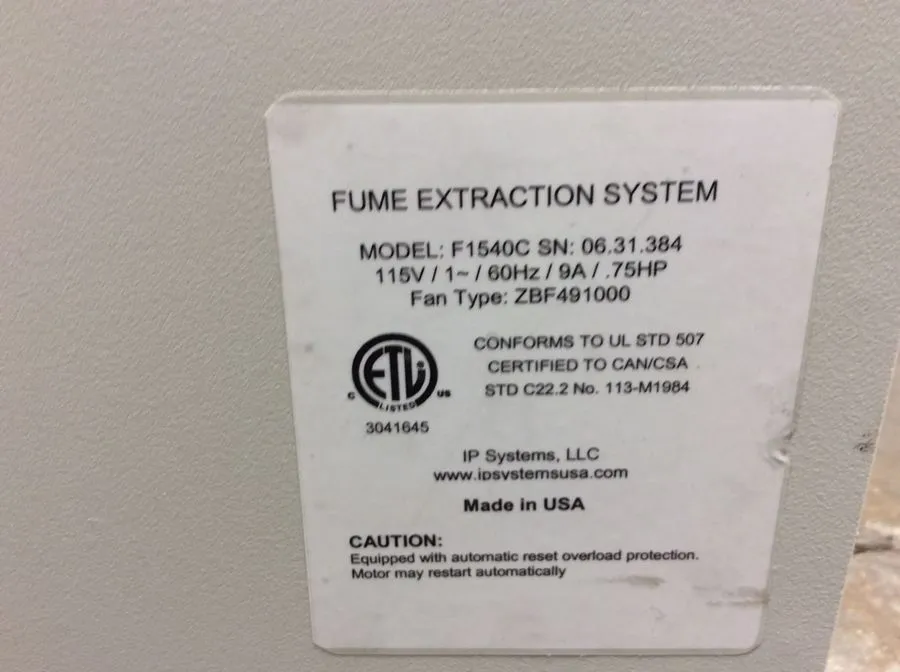 FUME EXTRACTION SYSTEM
MODEL: F1540C SN: 06.31.384
115V / 1~ / 60Hz / 9A / .75HP
Fan Type: ZBF491000
CONFORMS TO UL STD 507
CERTIFIED TO CAN/CSA
STD C22.2 No. 113-M1984
ETL
C US
LISTED
3041645
IP Systems, LLC
www.ipsystemsusa.com
Made in USA
CAUTION:
Equipped with automatic reset overload protection.
Motor may restart automatically